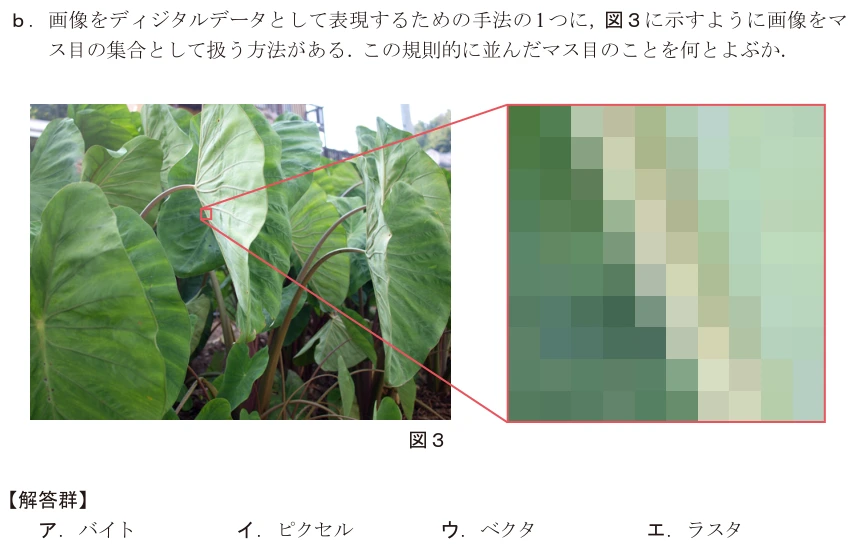 b．画像をディジタルデータとして表現するための手法の1つに，図3に示すように画像をマ
ス目の集合として扱う方法がある．この規則的に並んだマス目のことを何とよぶか．
図3
【解答群】
ア．バイト　イ．ピクセル　ウ．ベクタ　エ．ラスタ